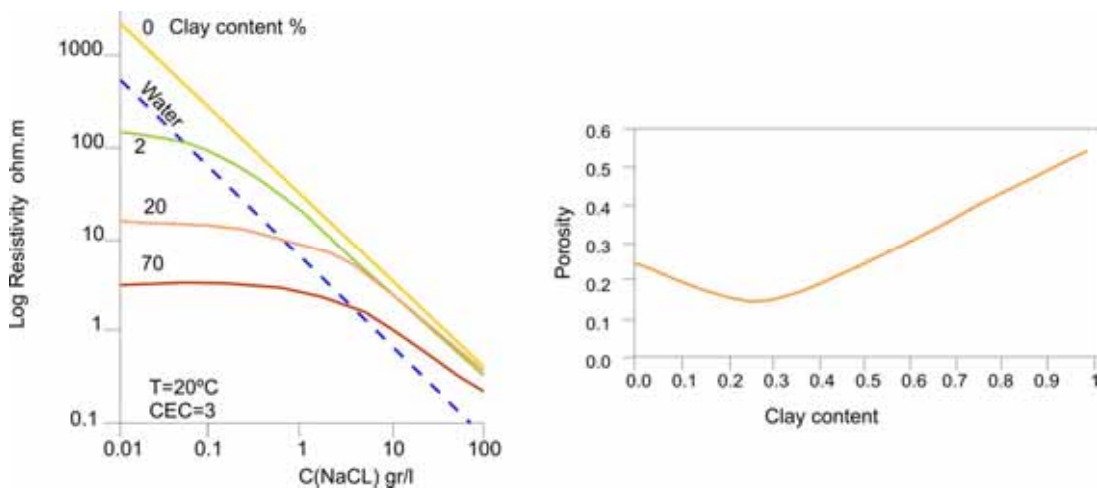 0 Clay content %
1000
Water
100
2
20
10
70
1
T=20ºC
CEC=3
0.1
0.01 0.1 1 10 100
C(NaCL) gr/l
Log Resistivity ohm.m
0.6
0.5
0.4
0.3
0.2
0.1
0.0
Porosity
0.0 0.1 0.2 0.3 0.4 0.5 0.6 0.7 0.8 0.9 1
Clay content